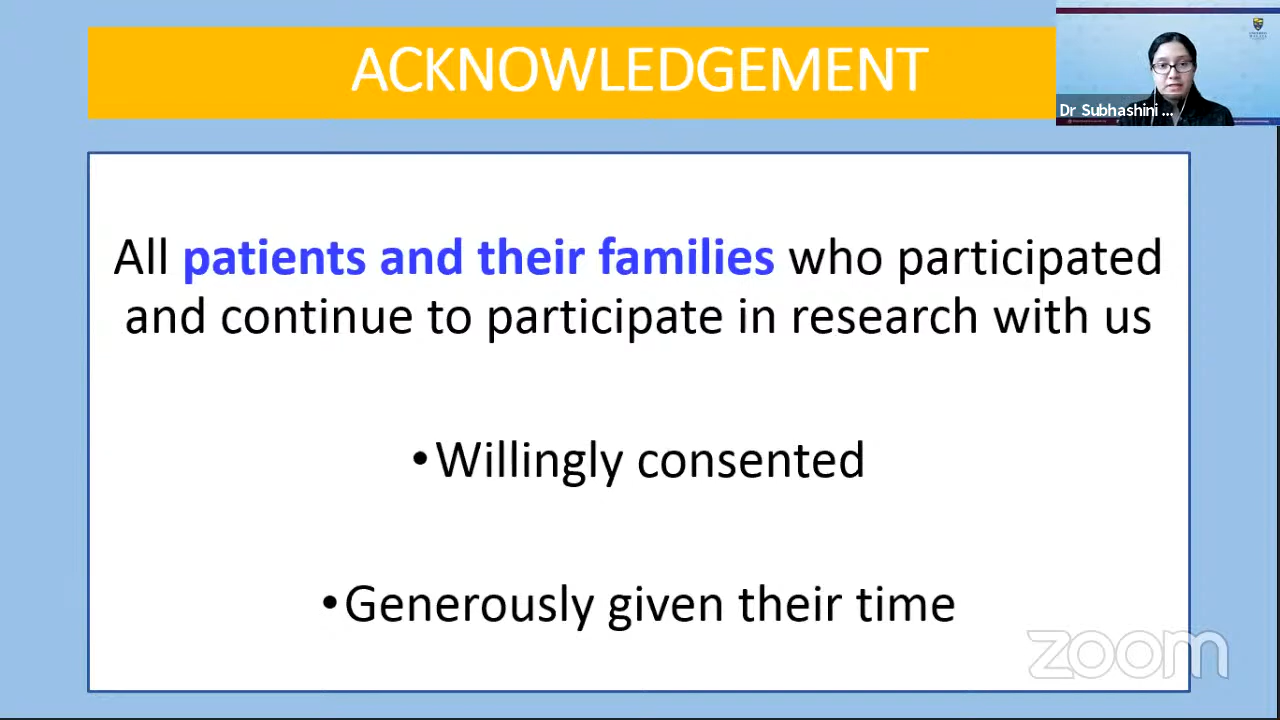 ACKNOWLEDGEMENT
Dr Subhashini ...
All patients and their families who participated
and continue to participate in research with us
•Willingly consented
•Generously given their time
zoom